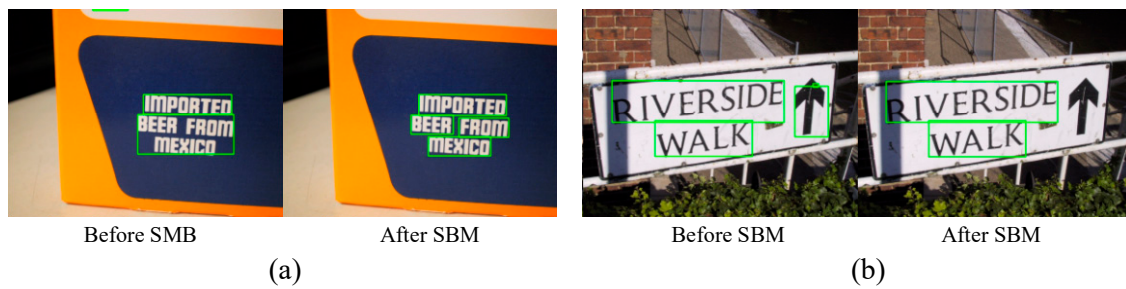 IMPORTED
BEER FROM
MEXICO
IMPORTED
BEER FROM
MEXICO
RIVERSIDE
WALK
RIVERSIDE
WALK
Before SMB
After SBM
Before SBM
After SBM
(a)
(b)